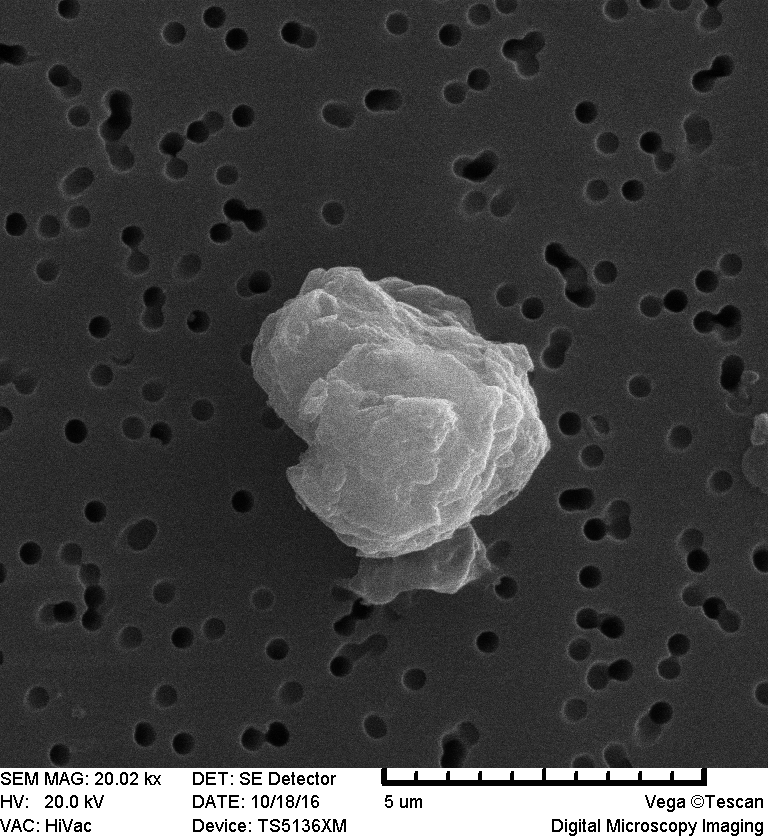 SEM MAG: 20.02 kx DET: SE Detector
HV: 20.0 kV DATE: 10/18/16 5 um Vega ©Tescan
VAC: HiVac Device: TS5136XM Digital Microscopy Imaging